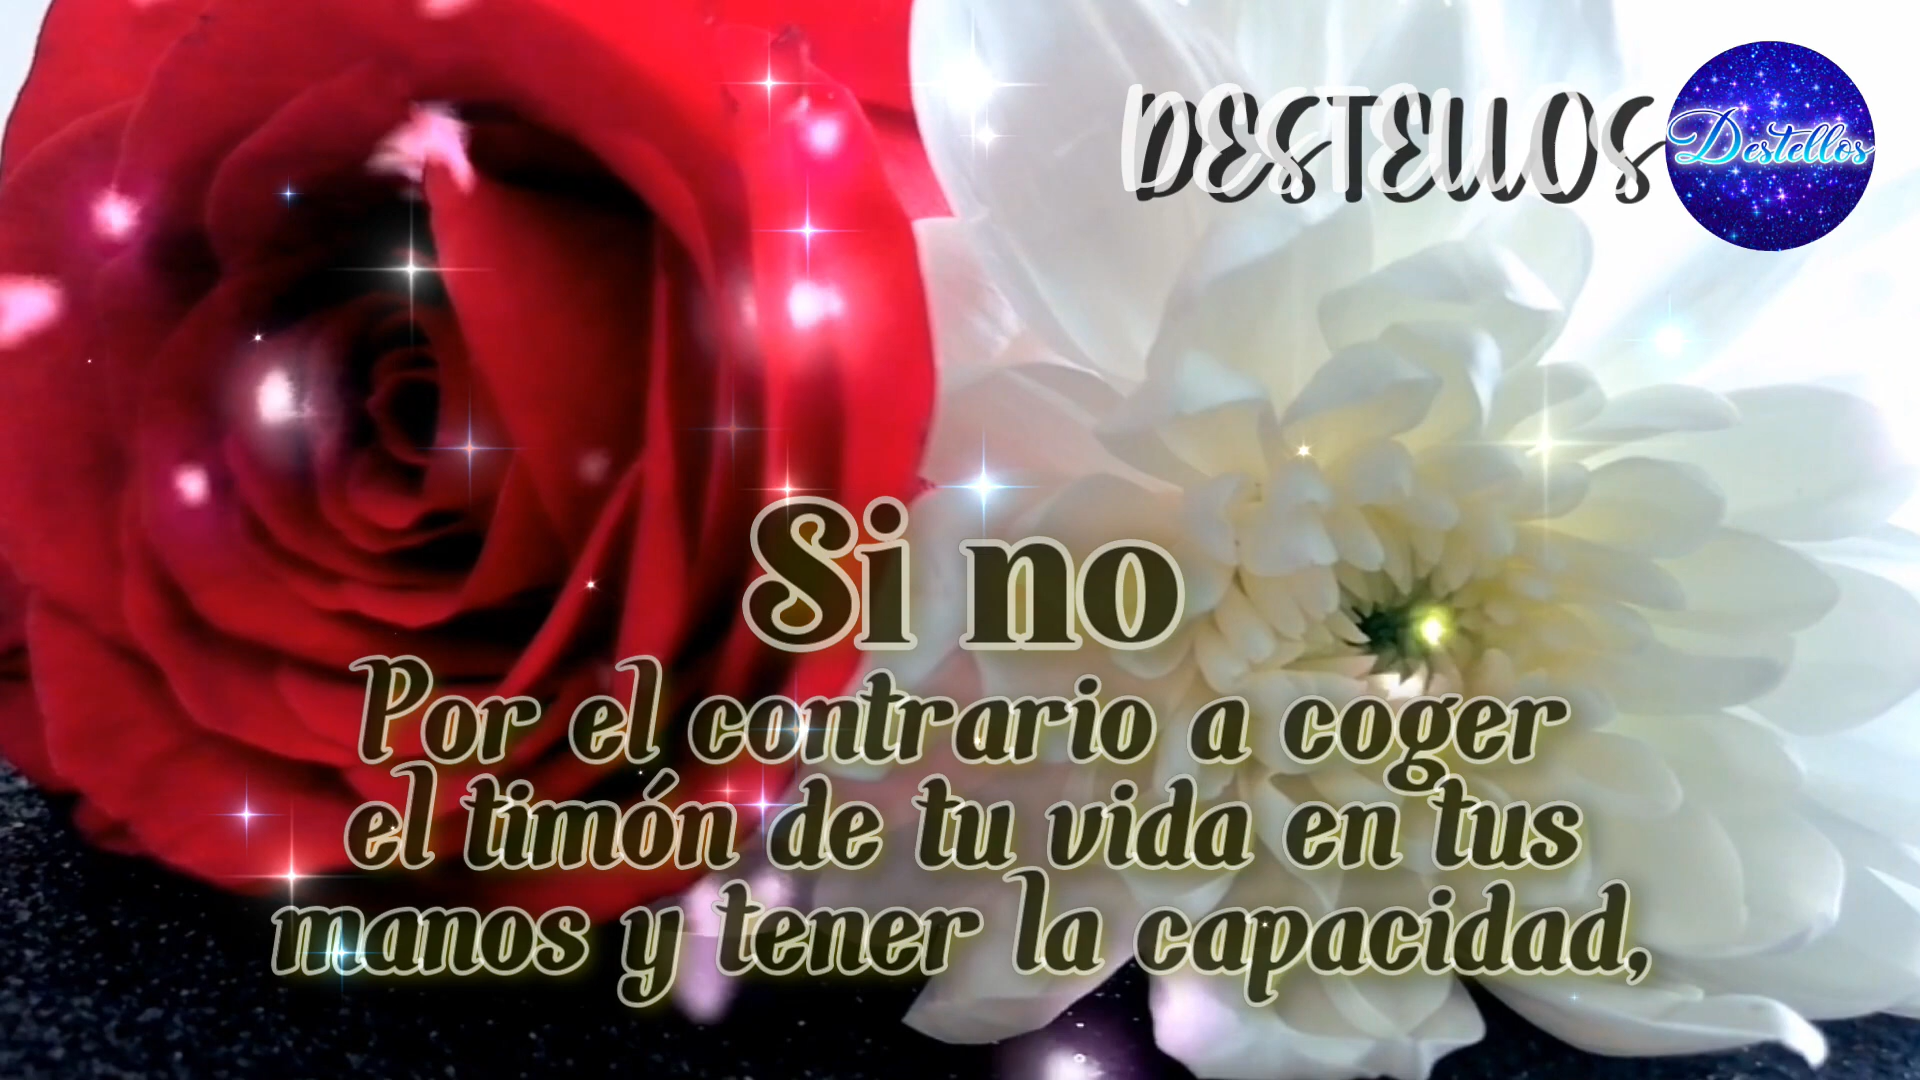 DESTELLOS
Destellos
Si no
Por el contrario a coger
el timón de tu vida en tus
manos y tener la capacidad,